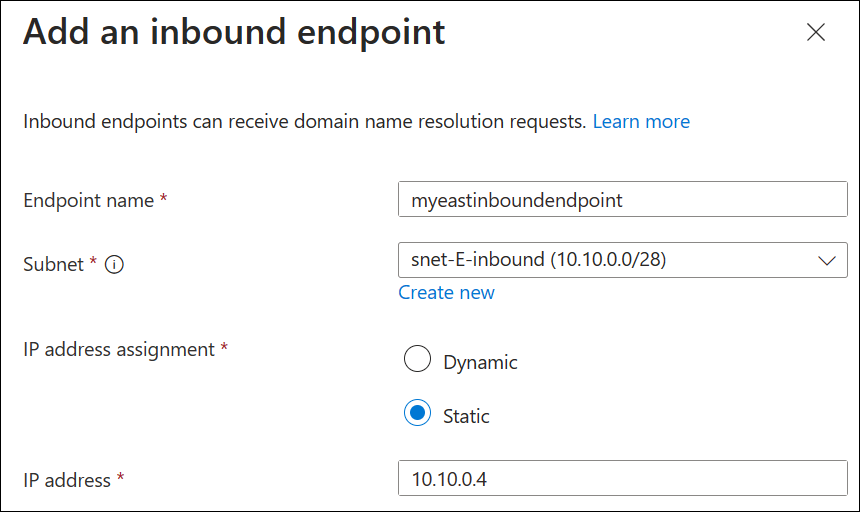 Add an inbound endpoint
Inbound endpoints can receive domain name resolution requests. Learn more
Endpoint name *
myeastinboundendpoint
Subnet *
snet-E-inbound (10.10.0.0/28)
Create new
IP address assignment *
Dynamic
Static
IP address *
10.10.0.4